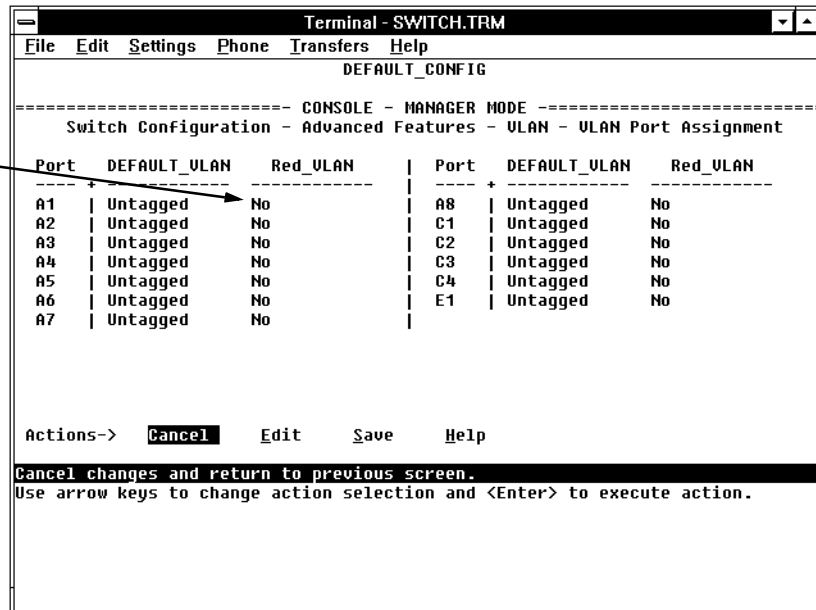 Terminal - SWITCH.TRM
File Edit Settings Phone Transfers Help
DEFAULT_CONFIG
==========================- CONSOLE - MANAGER MODE -==========================
Switch Configuration - Advanced Features - VLAN - VLAN Port Assignment
Port DEFAULT_VLAN Red_VLAN | Port DEFAULT_VLAN Red_VLAN
---- + ------------ ------------ | ---- + ------------ ------------
A1 | Untagged No | A8 | Untagged No
A2 | Untagged No | C1 | Untagged No
A3 | Untagged No | C2 | Untagged No
A4 | Untagged No | C3 | Untagged No
A5 | Untagged No | C4 | Untagged No
A6 | Untagged No | E1 | Untagged No
A7 | Untagged No |
Actions-> Cancel Edit Save Help
Cancel changes and return to previous screen.
Use arrow keys to change action selection and <Enter> to execute action.